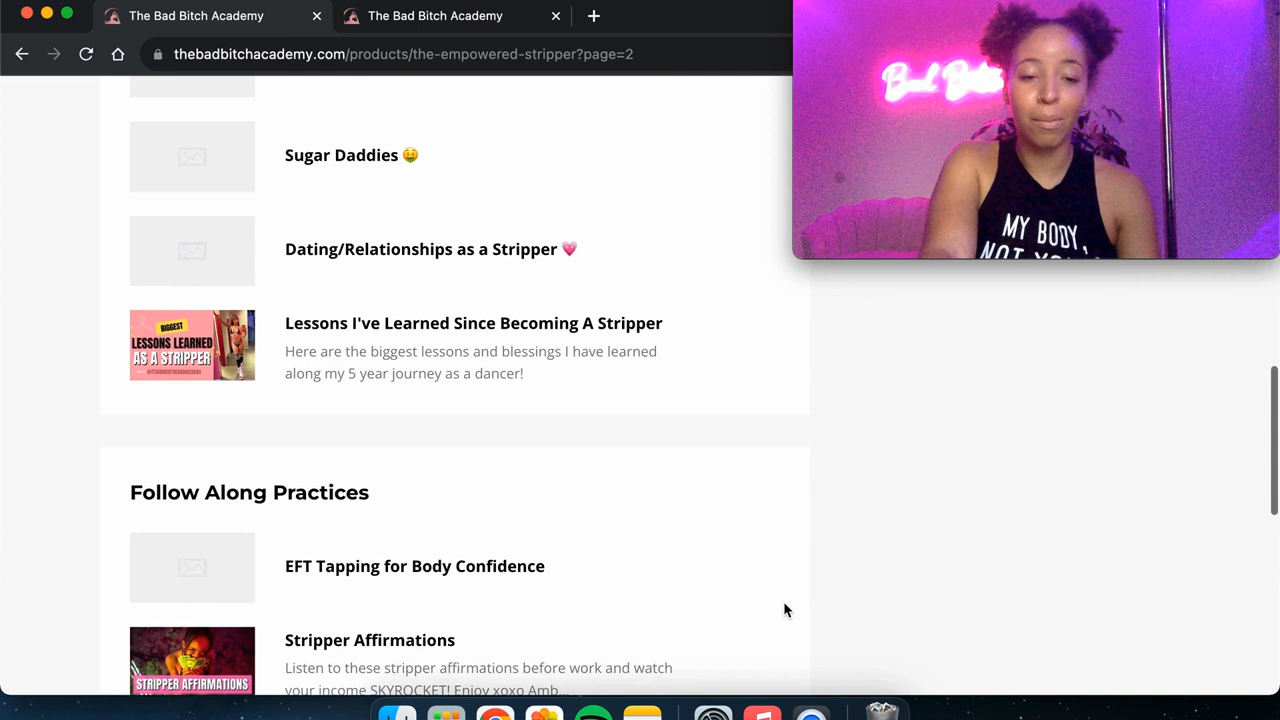 The Bad Bitch Academy
The Bad Bitch Academy
thebadbitchacademy.com/products/the-empowered-stripper?page=2
Bad Bitch
MY BODY,
NOT
Sugar Daddies 🤑
Dating/Relationships as a Stripper 💗
BIGGEST
LESSONS LEARNED
AS A STRIPPER
Lessons I've Learned Since Becoming A Stripper
Here are the biggest lessons and blessings I have learned
along my 5 year journey as a dancer!
Follow Along Practices
EFT Tapping for Body Confidence
STRIPPER AFFIRMATIONS
Stripper Affirmations
Listen to these stripper affirmations before work and watch
your income SKYROCKET! Enjoy xoxo Amb...